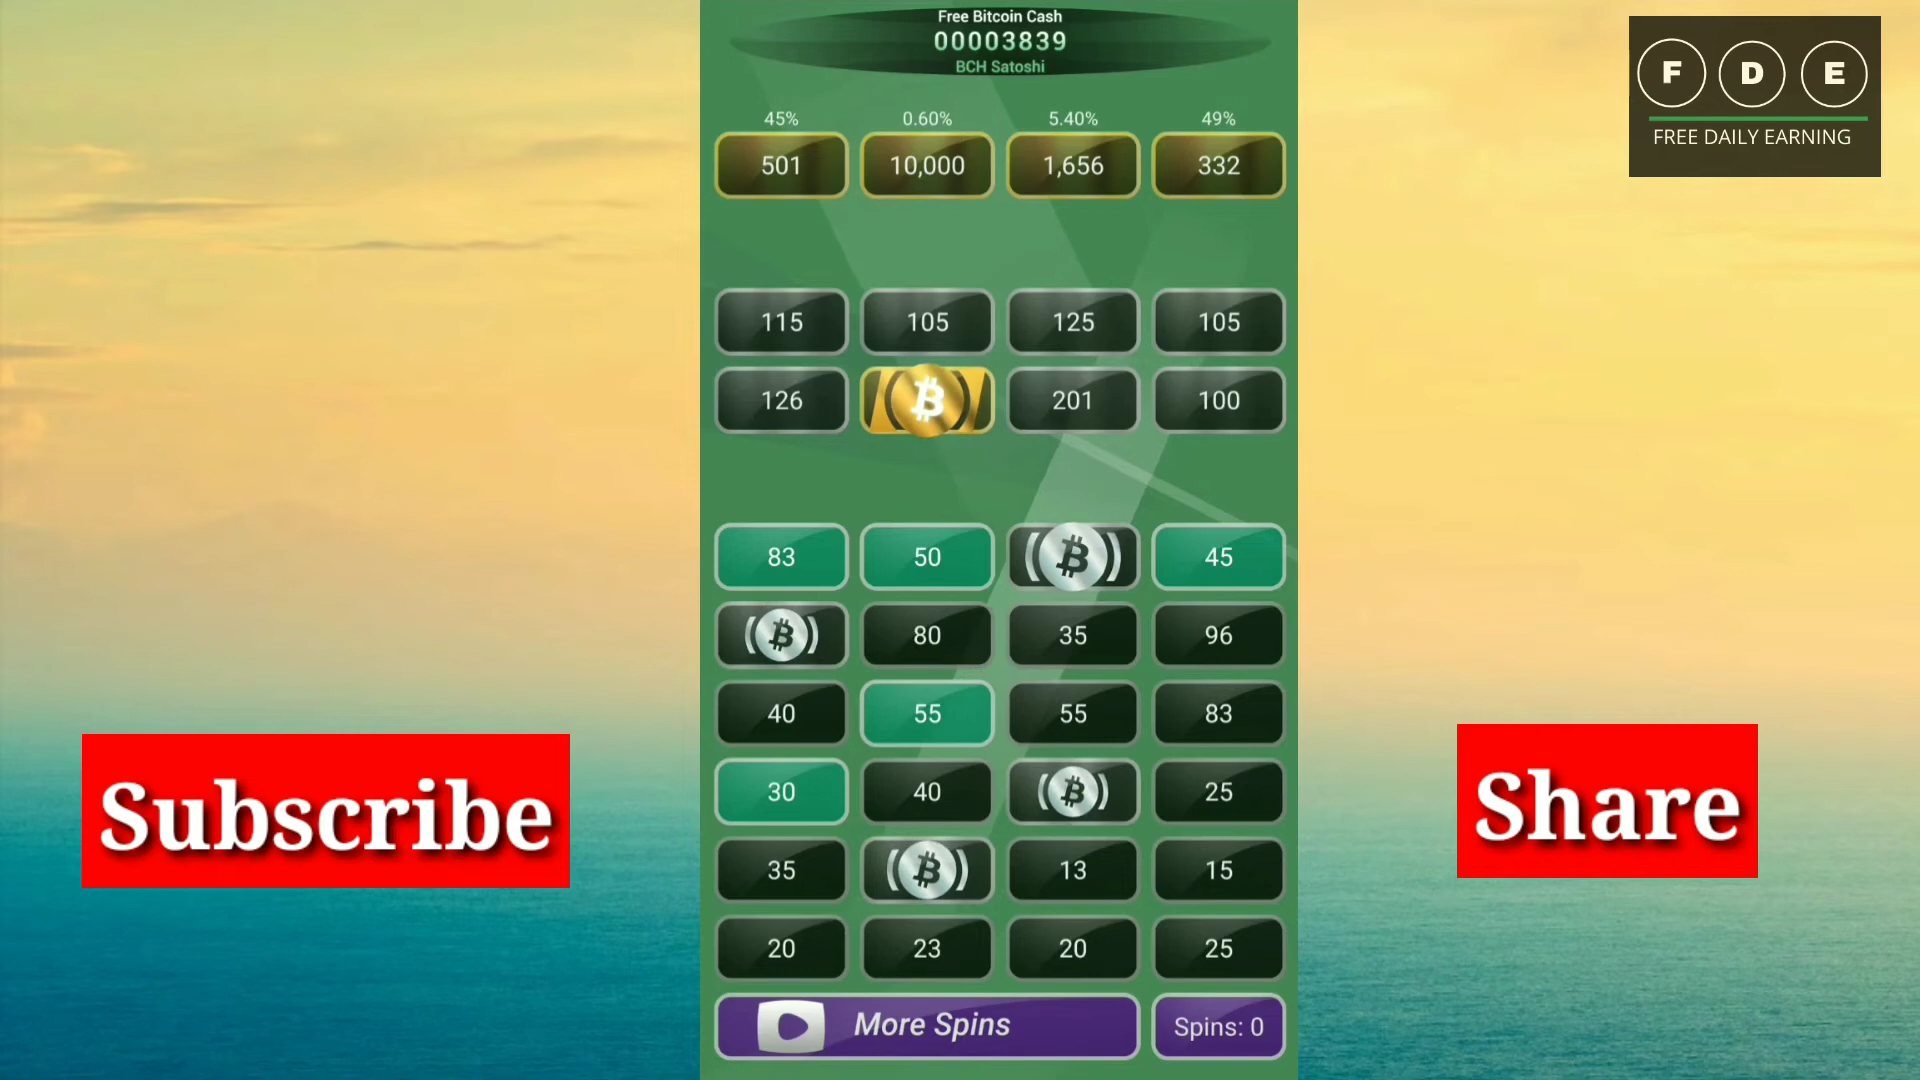 Free Bitcoin Cash
00003839
BCH Satoshi
F D E
FREE DAILY EARNING
45% 0.60% 5.40% 49%
501 10,000 1,656 332
115 105 125 105
126 201 100
83 50 45
80 35 96
40 55 55 83
30 40 25
35 13 15
20 23 20 25
More Spins Spins: 0
Subscribe
Share